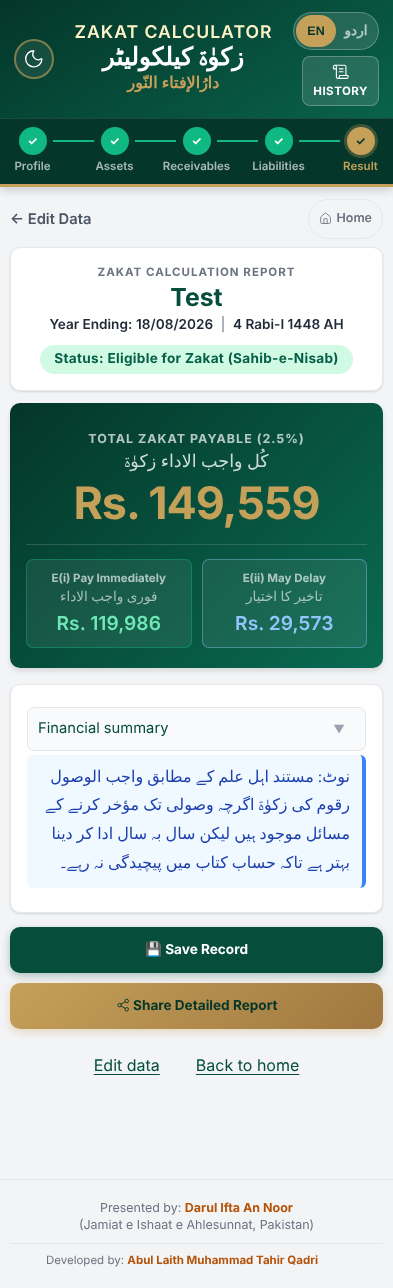 ZAKAT CALCULATOR
زکوٰۃ کیلکولیٹر
دارُالإفتاء النّور
EN اردو
HISTORY
Profile Assets Receivables Liabilities Result
← Edit Data
Home
ZAKAT CALCULATION REPORT
Test
Year Ending: 18/08/2026 | 4 Rabi-I 1448 AH
Status: Eligible for Zakat (Sahib-e-Nisab)
TOTAL ZAKAT PAYABLE (2.5%)
کُل واجب الاداء زکوٰۃ
Rs. 149,559
E(i) Pay Immediately
فوری واجب الاداء
Rs. 119,986
E(ii) May Delay
تاخیر کا اختیار
Rs. 29,573
Financial summary ▼
نوٹ: مستند اہل علم کے مطابق واجب الوصول
رقوم کی زکوٰۃ اگرچہ وصولی تک مؤخر کرنے کے
مسائل موجود ہیں لیکن سال بہ سال ادا کر دینا
بہتر ہے تاکہ حساب کتاب میں پیچیدگی نہ رہے۔
💾 Save Record
Share Detailed Report
Edit data Back to home
Presented by: Darul Ifta An Noor
(Jamiat e Ishaat e Ahlesunnat, Pakistan)
Developed by: Abul Laith Muhammad Tahir Qadri